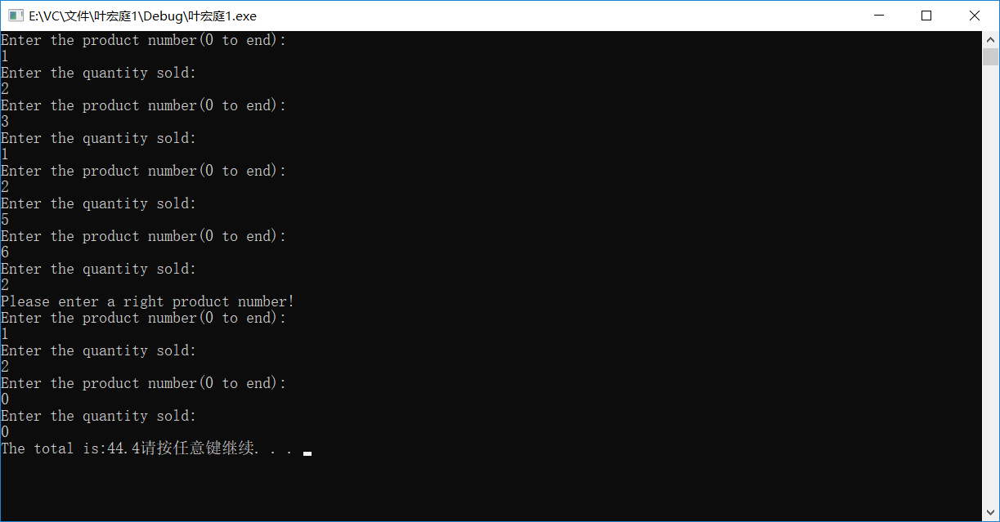 E:\VC\文件\叶宏庭1\Debug\叶宏庭1.exe
Enter the product number(0 to end):
1
Enter the quantity sold:
2
Enter the product number(0 to end):
3
Enter the quantity sold:
1
Enter the product number(0 to end):
2
Enter the quantity sold:
5
Enter the product number(0 to end):
6
Enter the quantity sold:
2
Please enter a right product number!
Enter the product number(0 to end):
1
Enter the quantity sold:
2
Enter the product number(0 to end):
0
Enter the quantity sold:
0
The total is:44.4请按任意键继续. . .